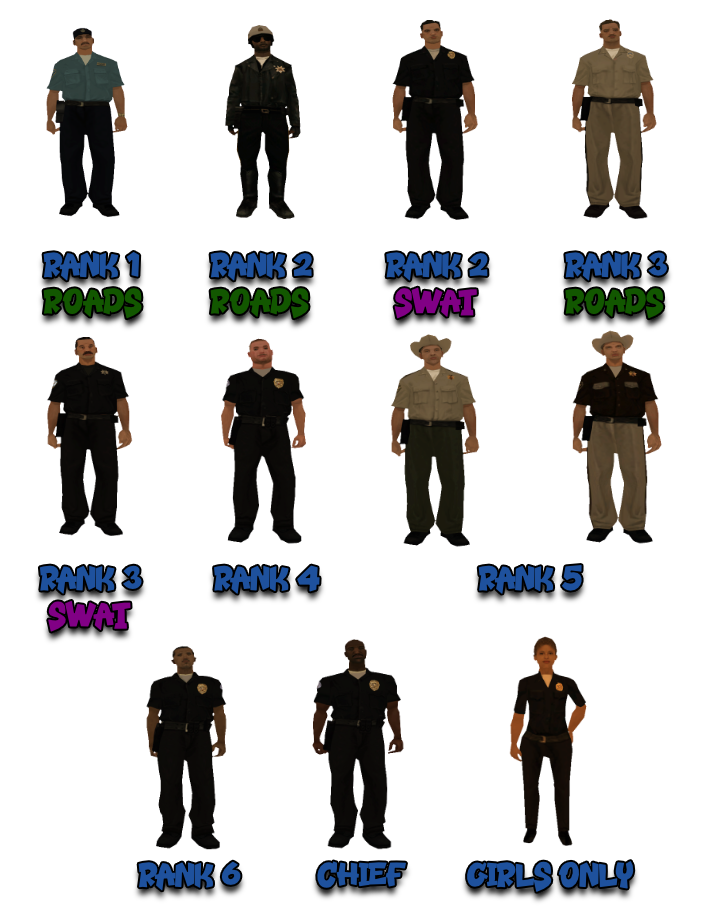 RANK 1
ROADS
RANK 2
ROADS
RANK 2
SWAT
RANK 3
ROADS
RANK 3
SWAT
RANK 4
RANK 5
RANK 6
CHIEF
GIRLS ONLY